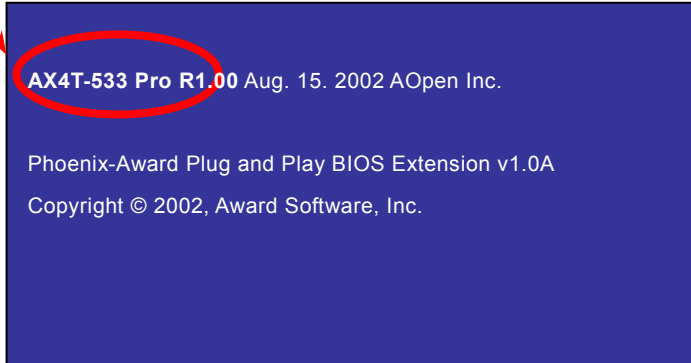 AX4T-533 Pro R1.00 Aug. 15. 2002 AOpen Inc.
Phoenix-Award Plug and Play BIOS Extension v1.0A
Copyright © 2002, Award Software, Inc.